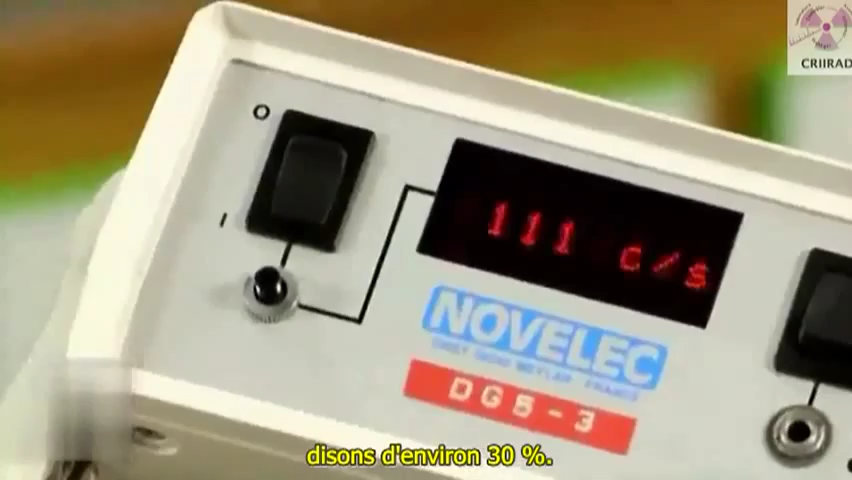 CRIIRAD
O
I
111 c/s
NOVELEC
DG5-3
disons d'environ 30 %.